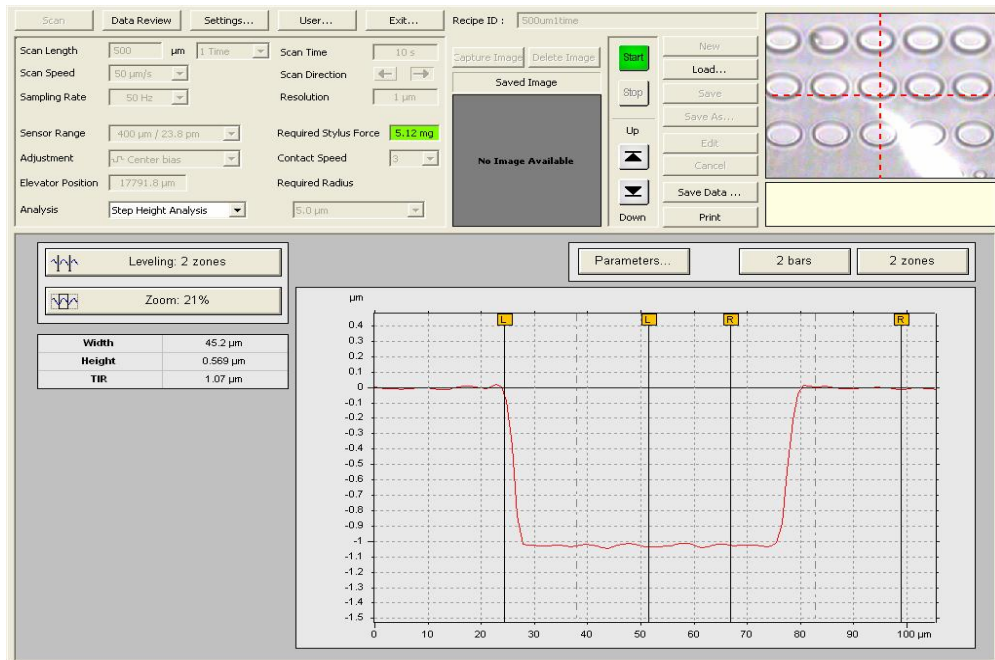 Scan Data Review Settings... User... Exit... Recipe ID : 500um1time
Scan Length 500 µm 1 Time Scan Time 10 s
Scan Speed 50 µm/s Scan Direction
Sampling Rate 50 Hz Resolution 1 µm
Sensor Range 400 µm / 23.8 pm Required Stylus Force 5.12 mg
Adjustment Center bias Contact Speed 3
Elevator Position 17791.8 µm Required Radius
Analysis Step Height Analysis 5.0 µm
Capture Image Delete Image
Saved Image
No Image Available
Start
Stop
Up
Down
New
Load...
Save
Save As...
Edit
Cancel
Save Data ...
Print
Leveling: 2 zones
Zoom: 21%
Parameters... 2 bars 2 zones
Width 45.2 µm
Height 0.569 µm
TIR 1.07 µm
µm
L L R R
0.4
0.3
0.2
0.1
0
-0.1
-0.2
-0.3
-0.4
-0.5
-0.6
-0.7
-0.8
-0.9
-1
-1.1
-1.2
-1.3
-1.4
-1.5
0 10 20 30 40 50 60 70 80 90 100 µm